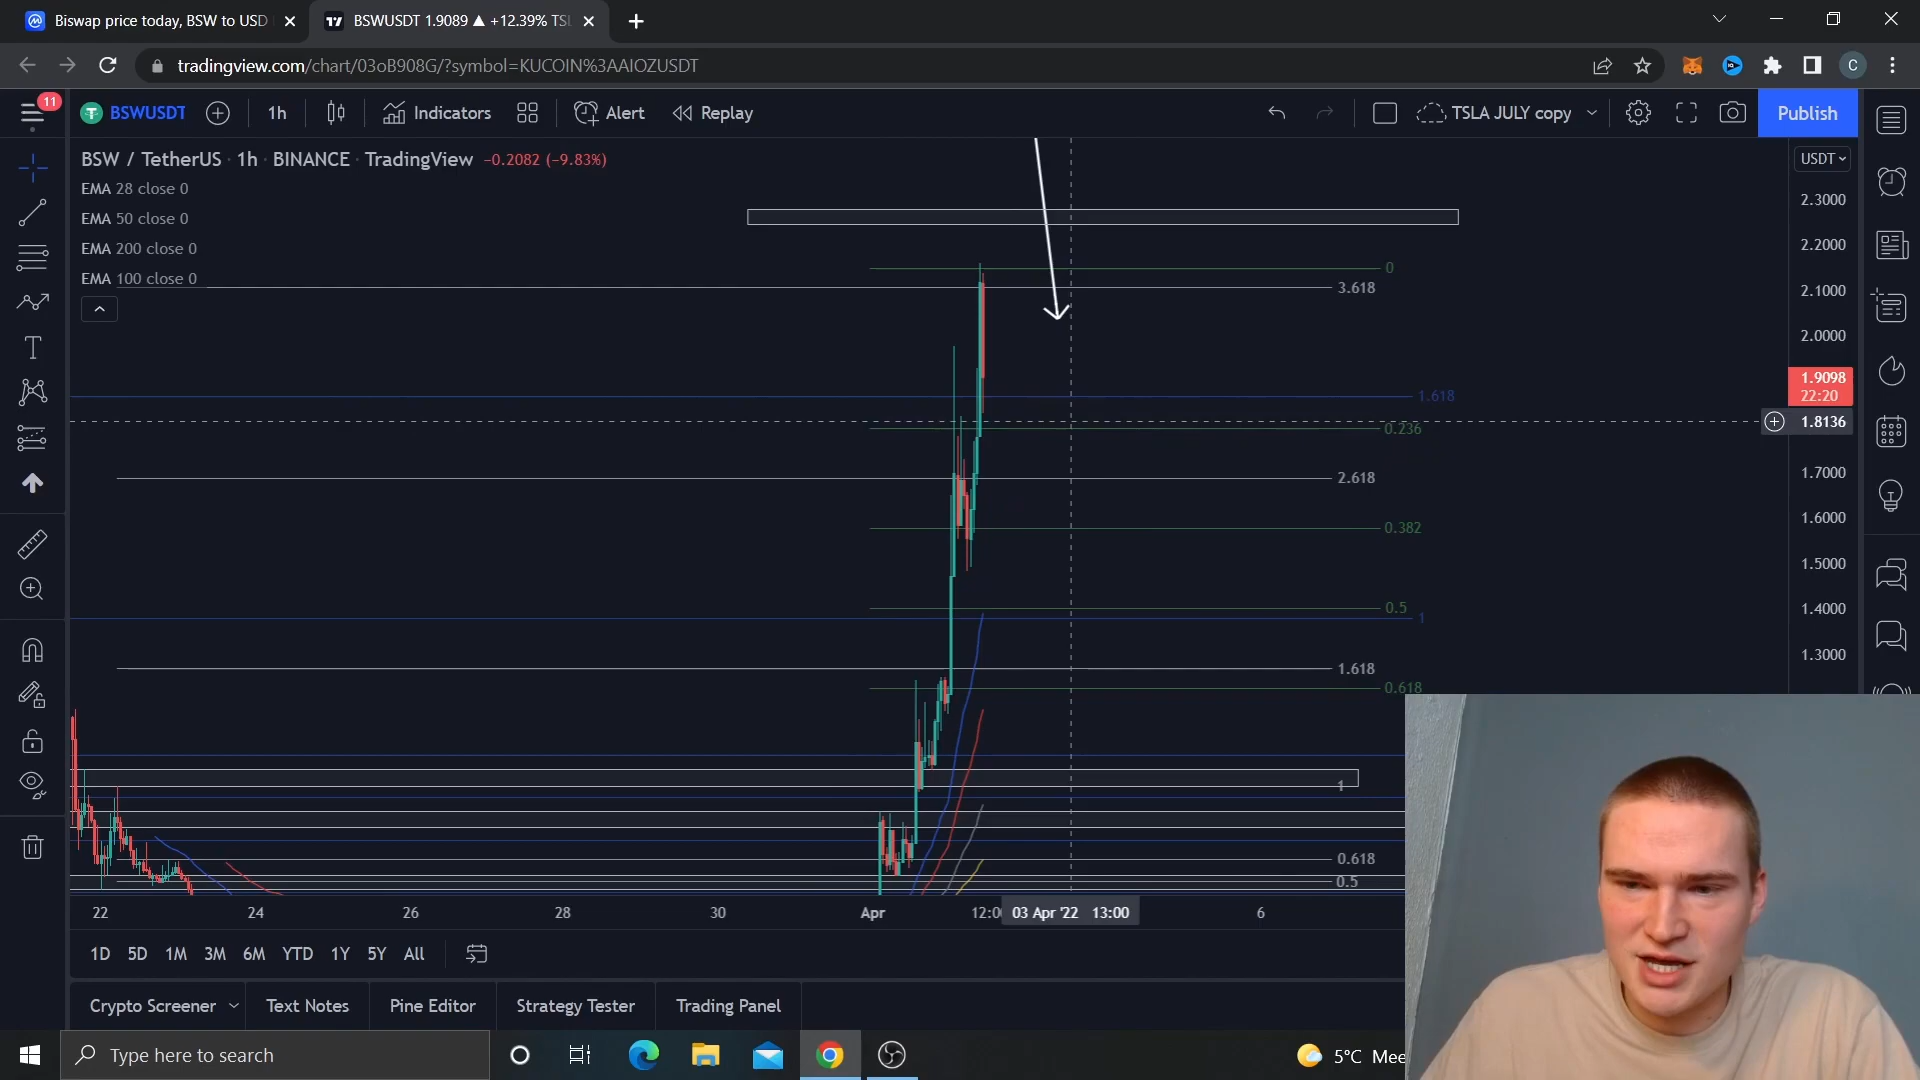 Biswap price today, BSW to USD
BSWUSDT 1.9089 ▲ +12.39% TSL
tradingview.com/chart/03oB908G/?symbol=KUCOIN%3AAIOZUSDT
C
11
BSWUSDT
1h
Indicators
Alert
Replay
TSLA JULY copy
Publish
BSW / TetherUS · 1h · BINANCE · TradingView −0.2082 (−9.83%)
USDT
EMA 28 close 0
EMA 50 close 0
EMA 200 close 0
EMA 100 close 0
2.3000
2.2000
0
3.618
2.1000
2.0000
1.9098
22:20
1.618
1.8136
0.236
1.7000
2.618
1.6000
0.382
1.5000
0.5
1.4000
1
1.3000
1.618
0.618
1
0.618
0.5
22
24
26
28
30
Apr
12:00
03 Apr '22 13:00
6
1D
5D
1M
3M
6M
YTD
1Y
5Y
All
Crypto Screener
Text Notes
Pine Editor
Strategy Tester
Trading Panel
Type here to search
5°C